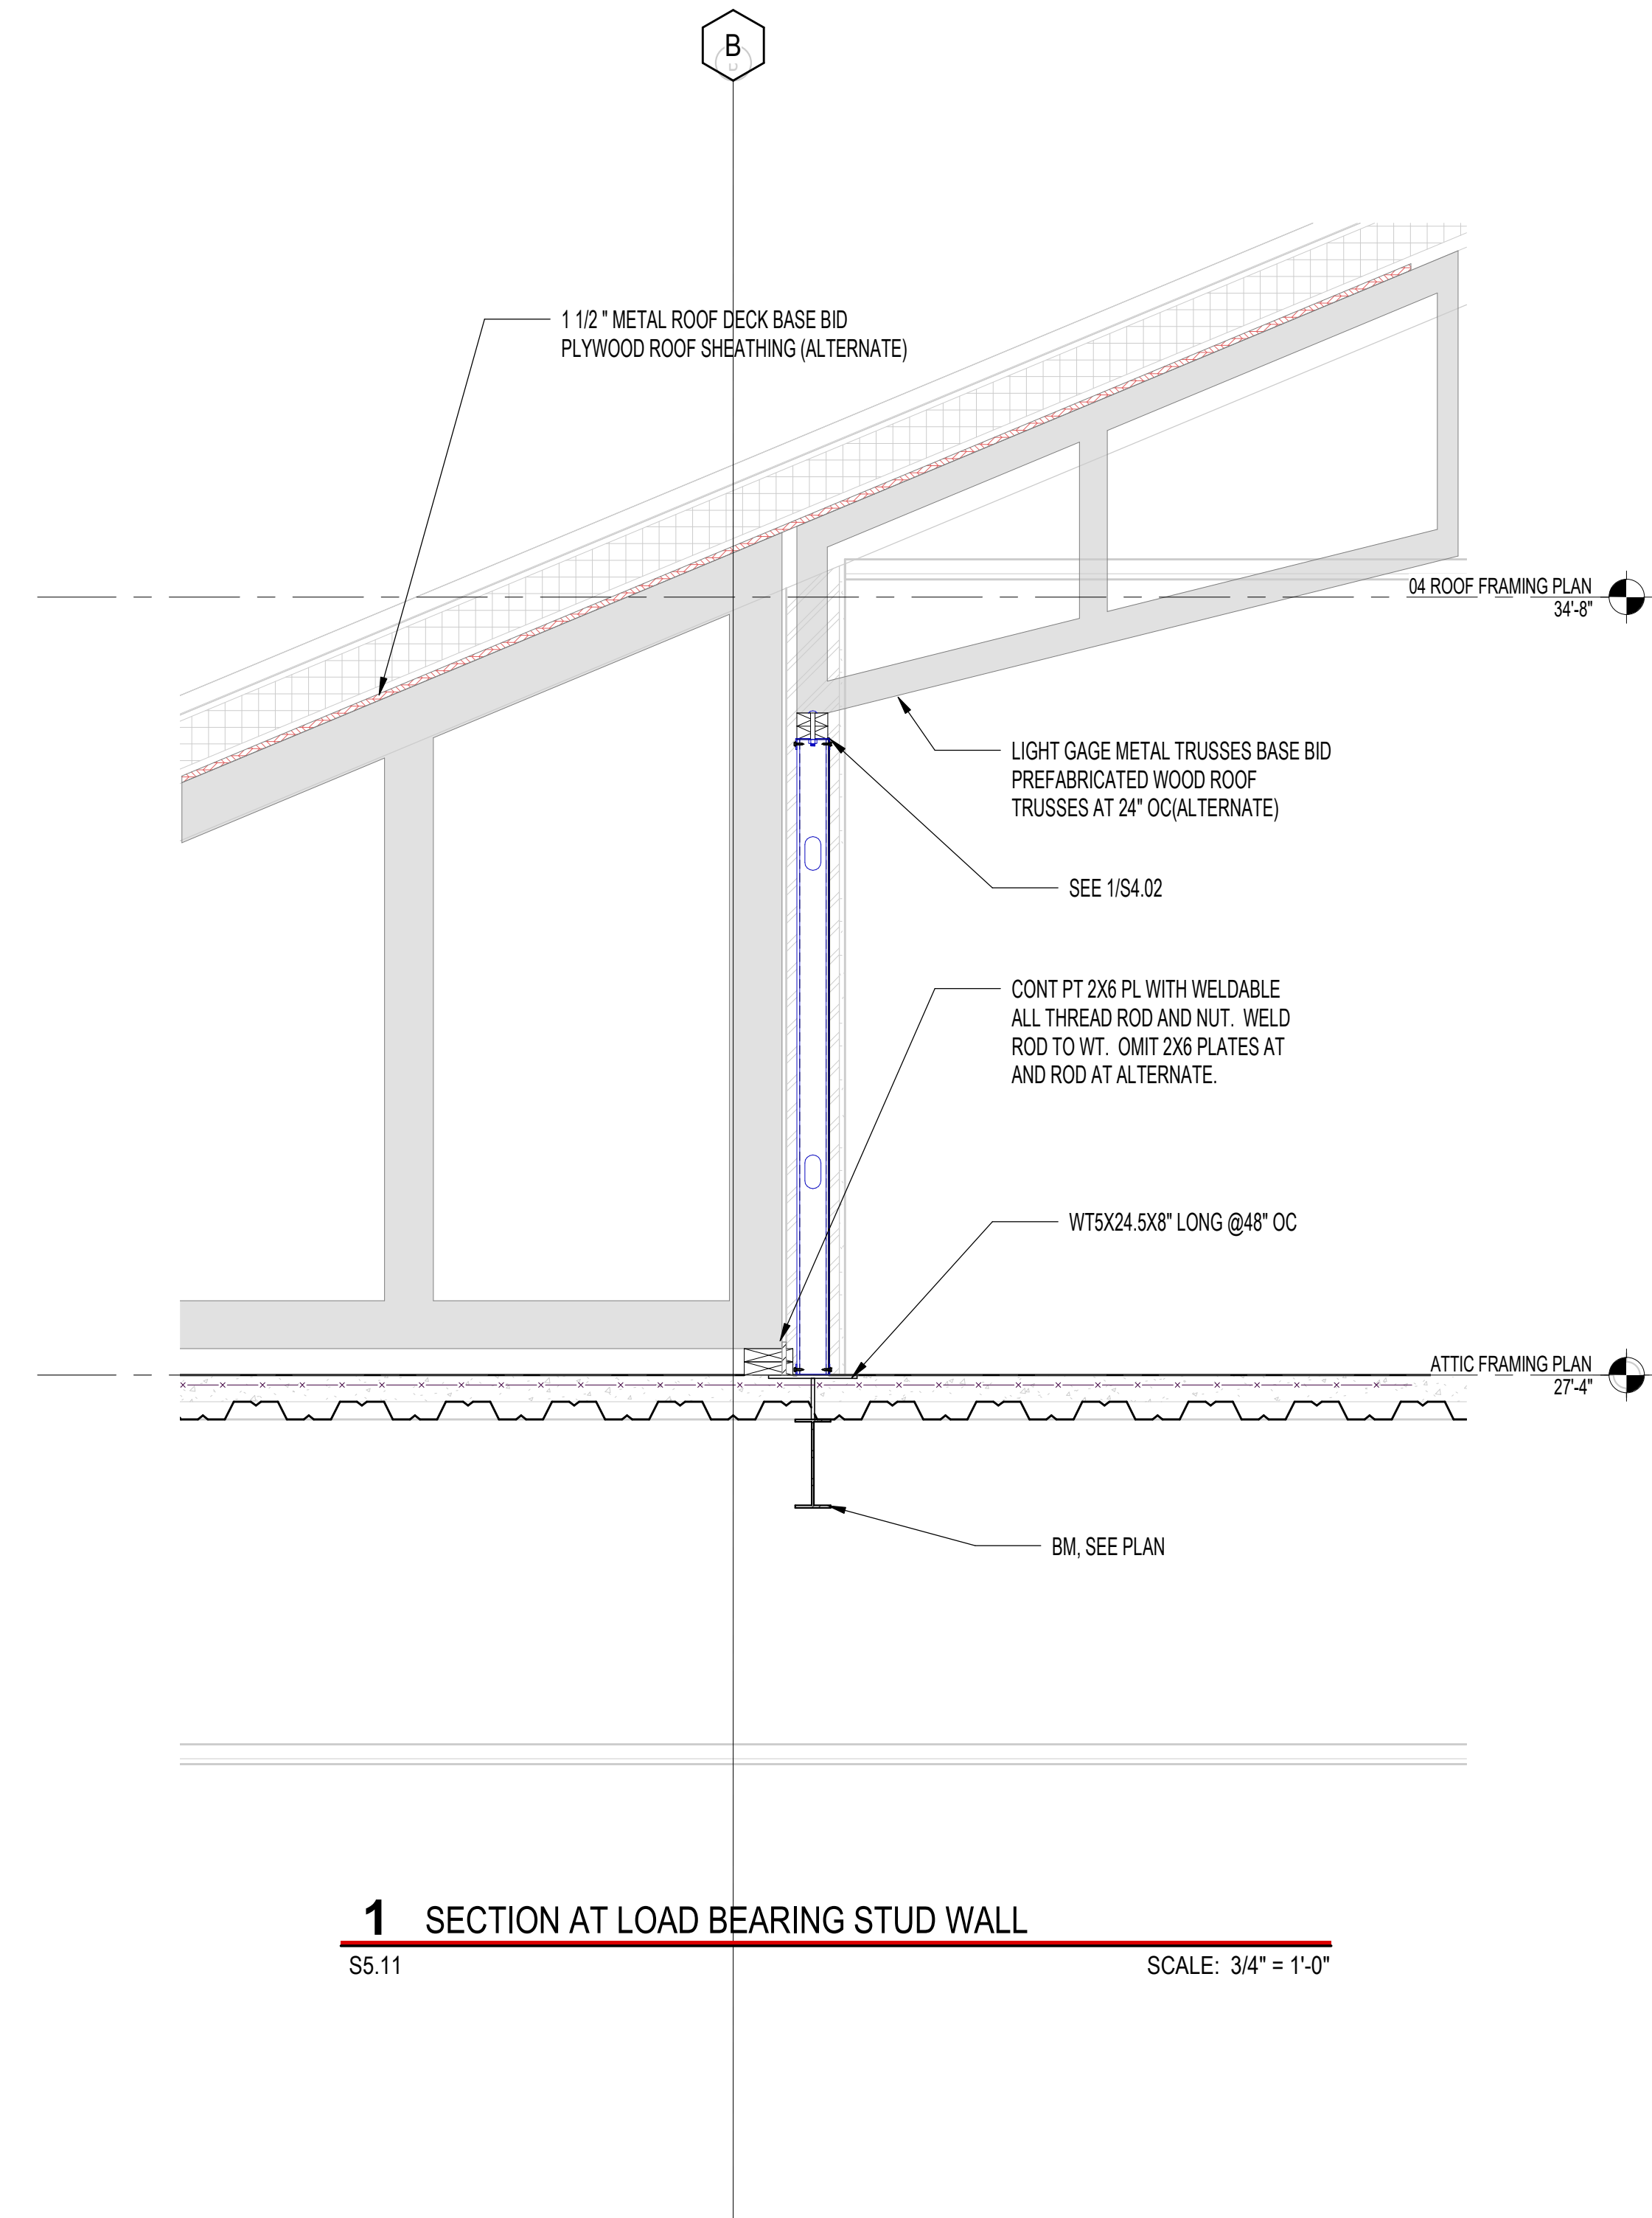 B
1 1/2 " METAL ROOF DECK BASE BID
PLYWOOD ROOF SHEATHING (ALTERNATE)
04 ROOF FRAMING PLAN
34'-8"
LIGHT GAGE METAL TRUSSES BASE BID
PREFABRICATED WOOD ROOF
TRUSSES AT 24" OC(ALTERNATE)
SEE 1/S4.02
CONT PT 2X6 PL WITH WELDABLE
ALL THREAD ROD AND NUT.  WELD
ROD TO WT.  OMIT 2X6 PLATES AT
AND ROD AT ALTERNATE.
WT5X24.5X8" LONG @48" OC
ATTIC FRAMING PLAN
27'-4"
BM, SEE PLAN
1 SECTION AT LOAD BEARING STUD WALL
S5.11
SCALE:  3/4" = 1'-0"